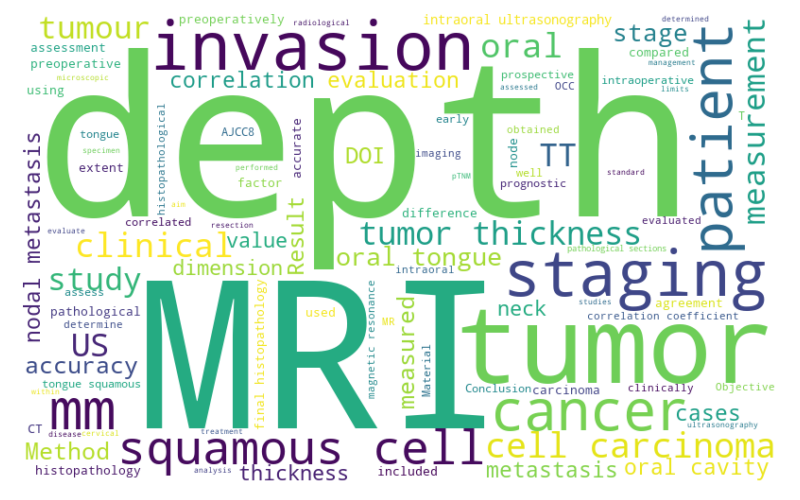 preoperatively
radiological
intraoral ultrasonography
determined
tumour
invasion
oral
stage
compared
management
assessment
preoperative
microscopic
using
correlation
evaluation
prospective
assessed
OCC
intraoperative
limits
depth
patient
measurement
T
tongue
specimen
extent
histopathological
AJCC8
performed
factor
aim
accurate
DOI
imaging
early
obtained
node
well
pTNM
TT
prognostic
standard
nodal metastasis
correlated
resection
evaluate
clinical
value
Result
difference
tumor thickness
evaluated
pathological sections
study
assess
dimension
oral tongue
intraoral
staging
studies
agreement
pathological
determine
US
accuracy
tongue squamous
within
mm
MRI
final histopathology
used
MR
magnetic resonance
measured
Material
neck
correlation coefficient
tumor
Conclusion
carcinoma
clinically
Objective
cancer
cases
ultrasonography
CT
disease
cervical
treatment
Method
squamous cell
cell carcinoma
histopathology
thickness
analysis
included
metastasis
oral cavity